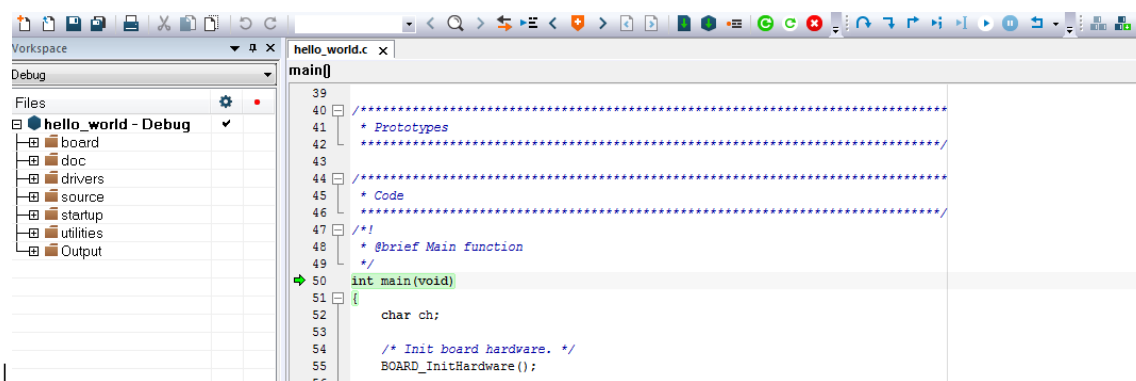 Workspace
hello_world.c x
Debug
main()
Files
hello_world - Debug
board
doc
drivers
source
startup
utilities
Output
39
40 /*******************************************************************************
41 * Prototypes
42 ******************************************************************************/
43
44 /*******************************************************************************
45 * Code
46 ******************************************************************************/
47 /*!
48 * @brief Main function
49 */
50 int main(void)
51 {
52 char ch;
53
54 /* Init board hardware. */
55 BOARD_InitHardware();